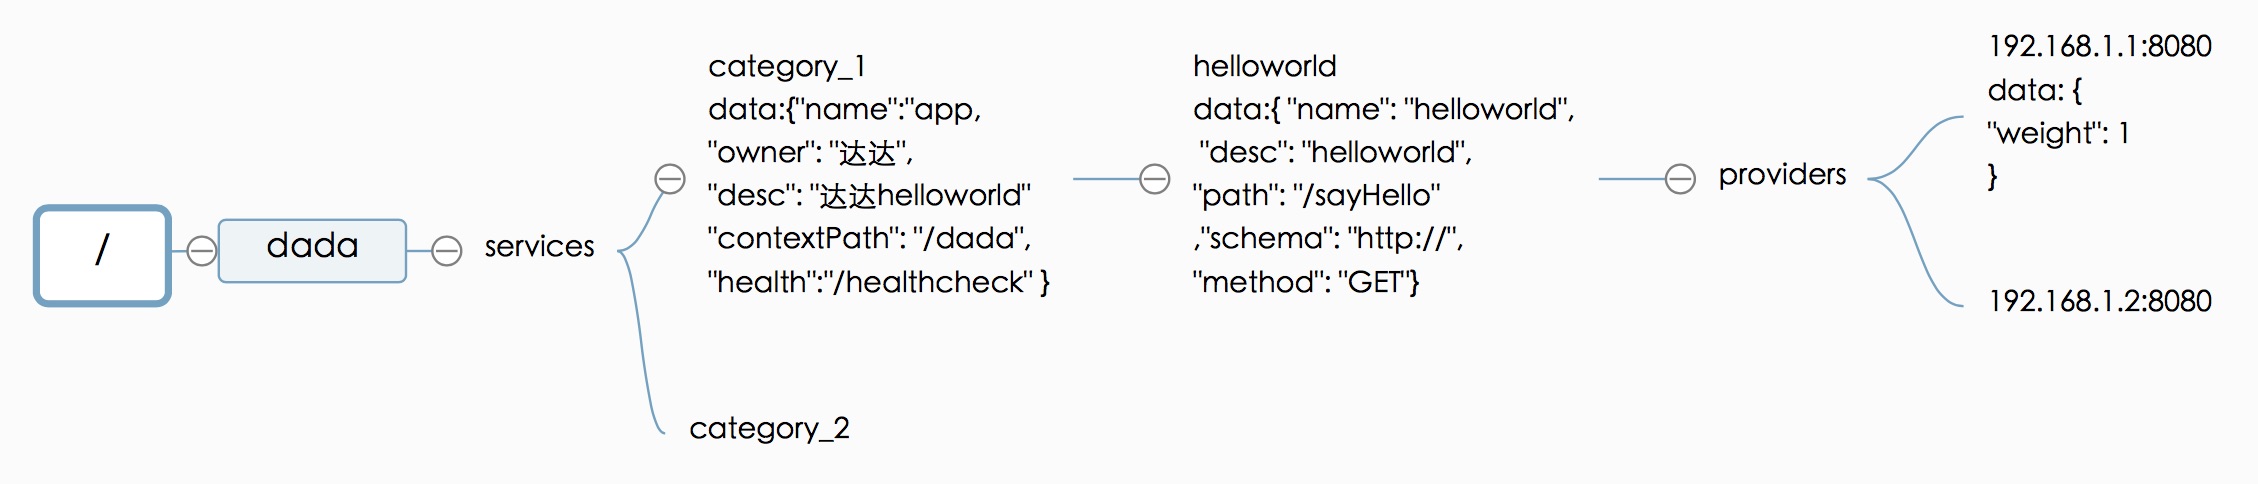 /
dada
services
category_1
data:{"name":"app,
"owner": "达达",
"desc": "达达helloworld"
"contextPath": "/dada",
"health":"/healthcheck" }
category_2
helloworld
data:{ "name": "helloworld",
"desc": "helloworld",
"path": "/sayHello"
,"schema": "http://",
"method": "GET"}
providers
192.168.1.1:8080
data: {
"weight": 1
}
192.168.1.2:8080